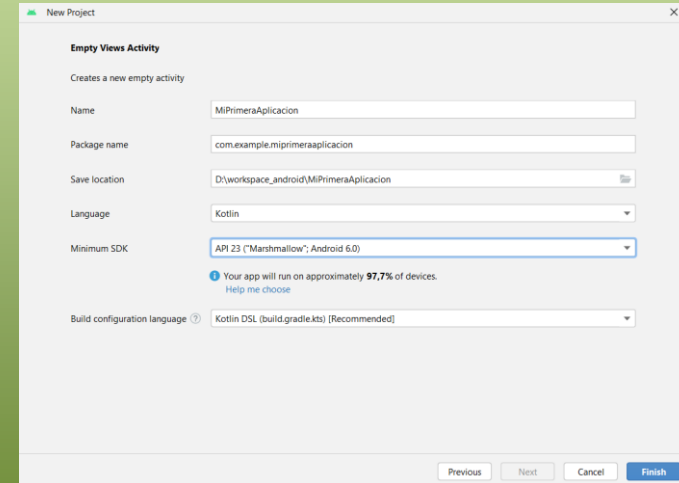 New Project
Empty Views Activity
Creates a new empty activity
Name MiPrimeraAplicacion
Package name com.example.miprimeraaplicacion
Save location D:\workspace_android\MiPrimeraAplicacion
Language Kotlin
Minimum SDK API 23 ("Marshmallow"; Android 6.0)
Your app will run on approximately 97,7% of devices.
Help me choose
Build configuration language ? Kotlin DSL (build.gradle.kts) [Recommended]
Previous Next Cancel Finish